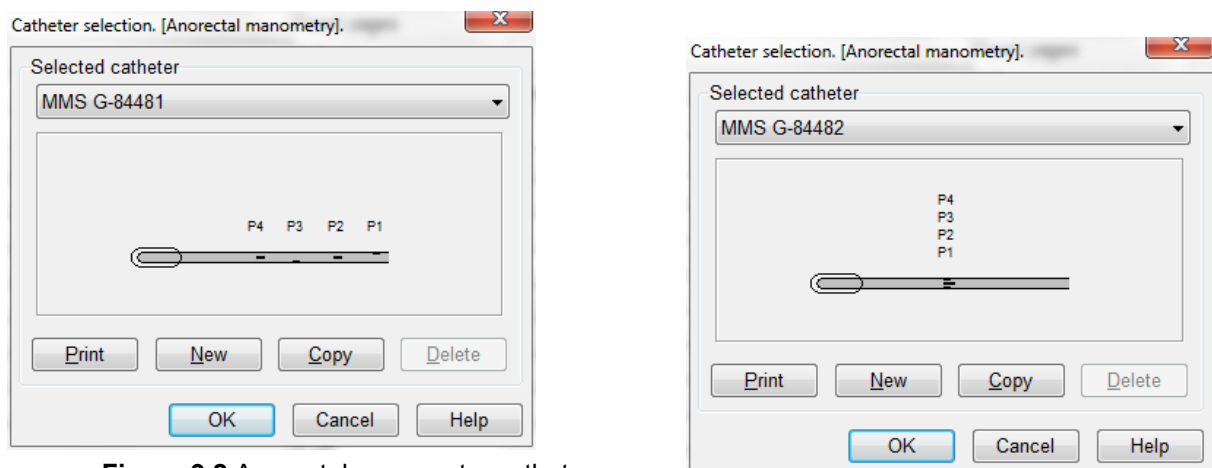 Catheter selection. [Anorectal manometry].
Selected catheter
MMS G-84481
P4 P3 P2 P1
Print New Copy Delete
OK Cancel Help
Catheter selection. [Anorectal manometry].
Selected catheter
MMS G-84482
P4
P3
P2
P1
Print New Copy Delete
OK Cancel Help